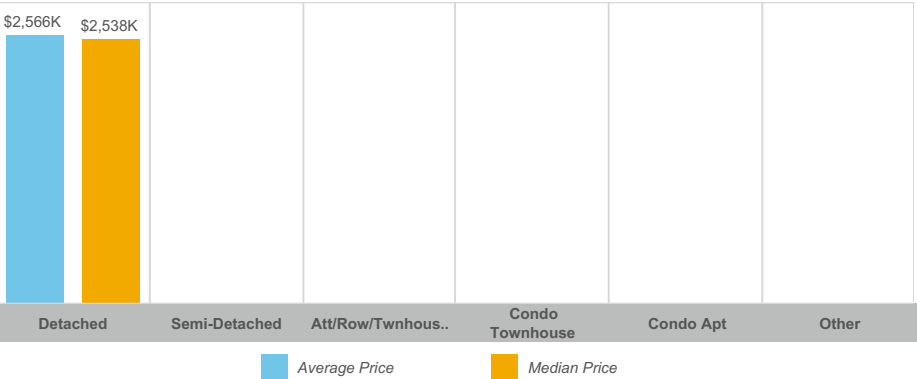 $2,566K
$2,538K
Detached
Semi-Detached
Att/Row/Twnhous..
Condo
Townhouse
Condo Apt
Other
Average Price
Median Price